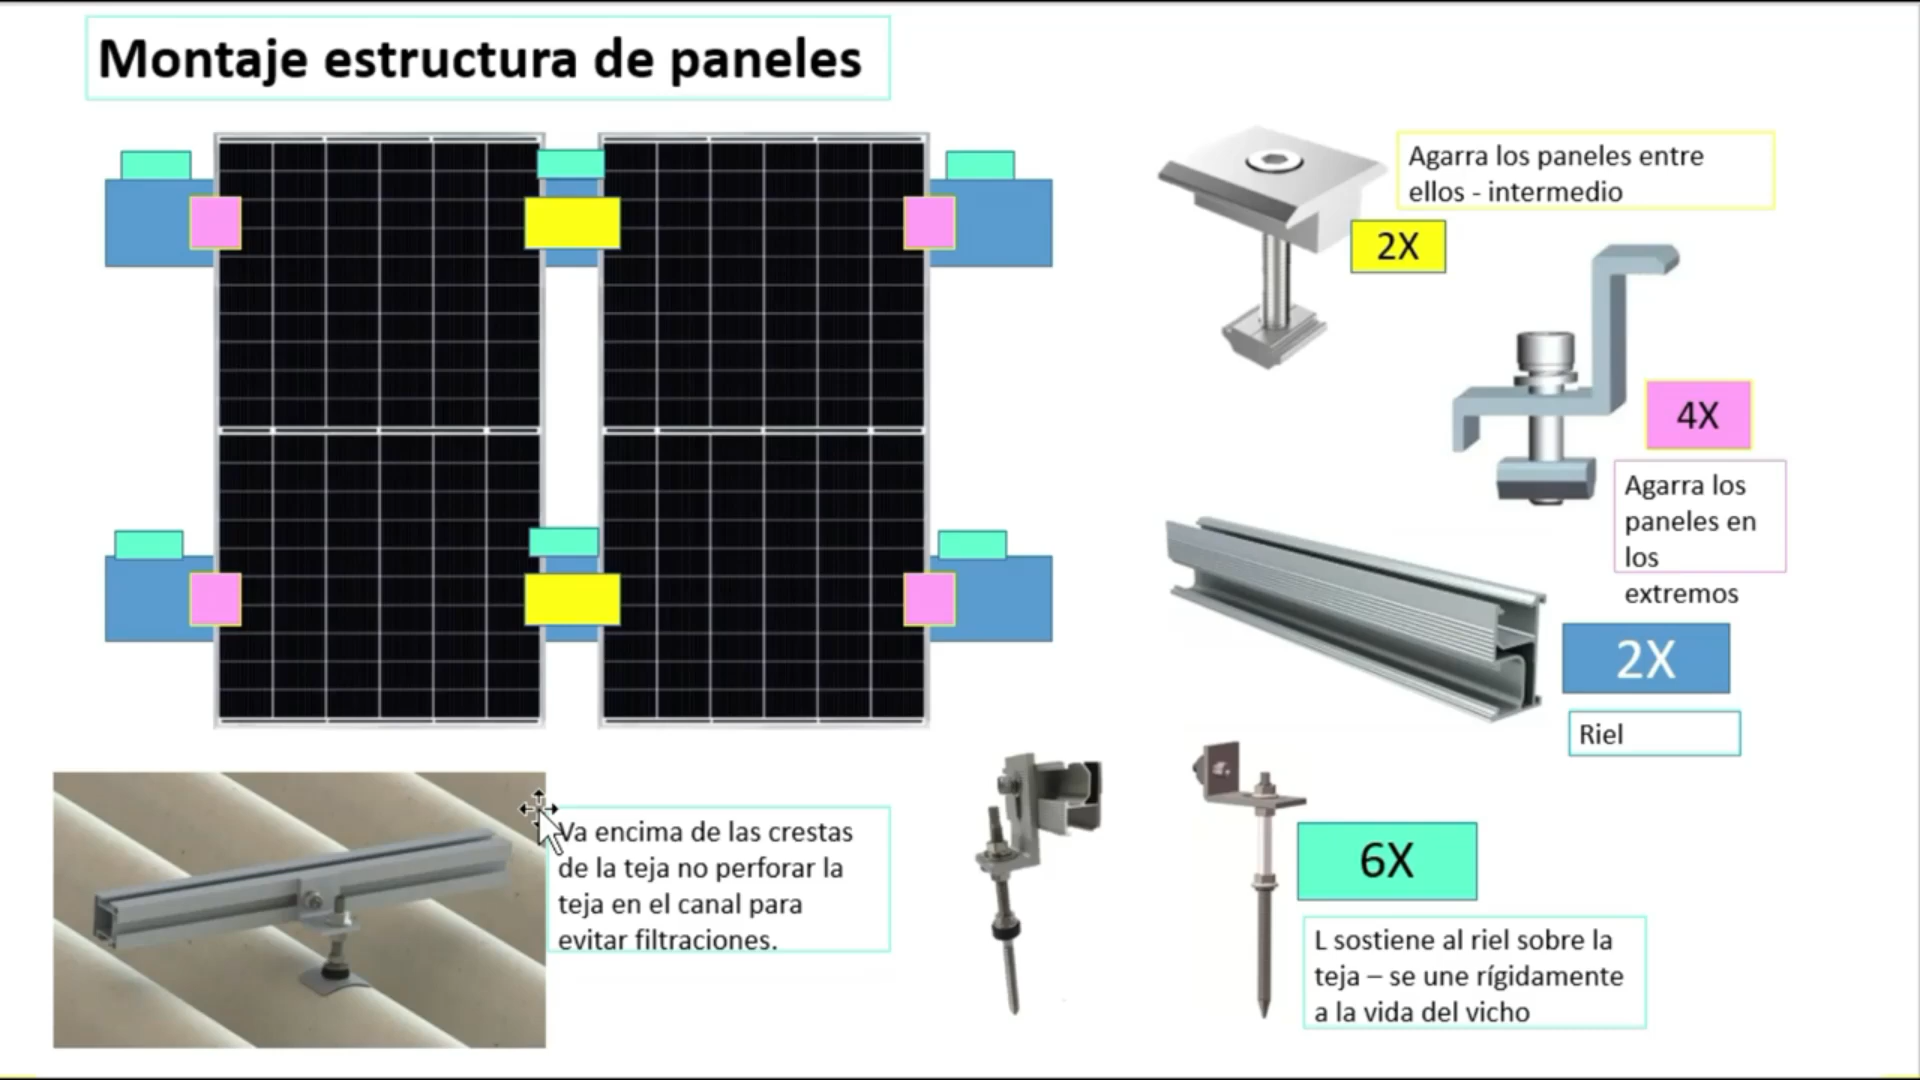 Montaje estructura de paneles
Agarra los paneles entre
ellos - intermedio
2X
4X
Agarra los
paneles en
los
extremos
2X
Riel
Va encima de las crestas
de la teja no perforar la
teja en el canal para
evitar filtraciones.
6X
L sostiene al riel sobre la
teja – se une rígidamente
a la vida del vicho